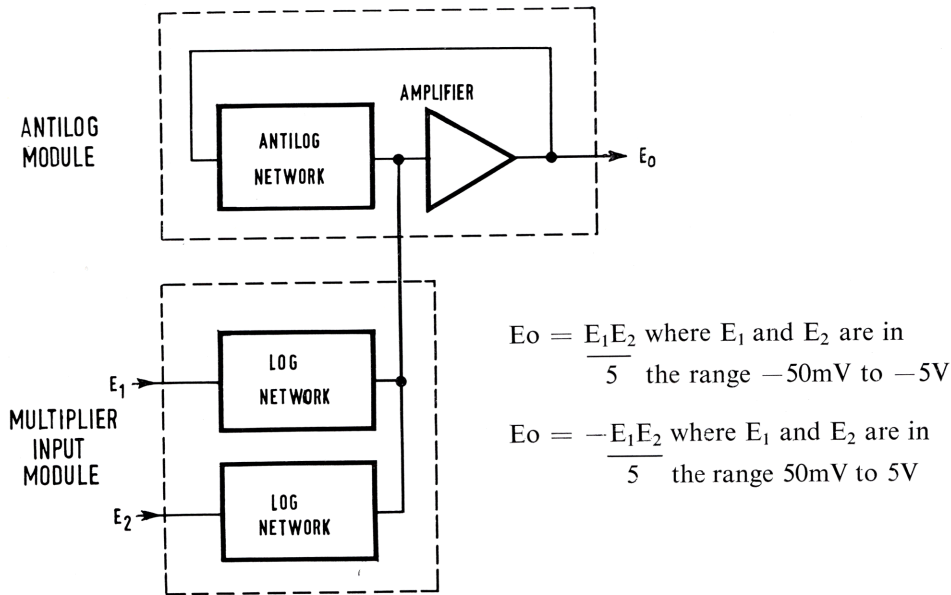 AMPLIFIER
ANTILOG
MODULE
ANTILOG
NETWORK
E₀
LOG
NETWORK
E₁
MULTIPLIER
INPUT
MODULE
E₂
LOG
NETWORK
Eo = E₁E₂ where E₁ and E₂ are in
5 the range —50mV to —5V
Eo = —E₁E₂ where E₁ and E₂ are in
5 the range 50mV to 5V